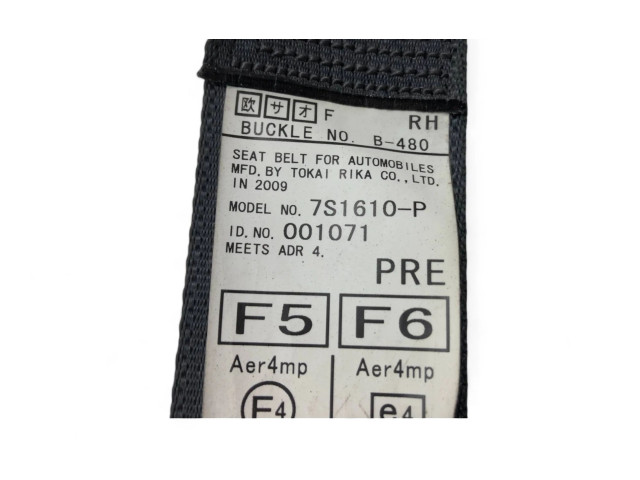 欧 サ オ F RH
BUCKLE NO. B-480
SEAT BELT FOR AUTOMOBILES
MFD. BY TOKAI RIKA CO., LTD.
IN 2009
MODEL NO. 7S1610-P
ID. NO. 001071
MEETS ADR 4.
PRE
F5 F6
Aer4mp Aer4mp
E4 e4